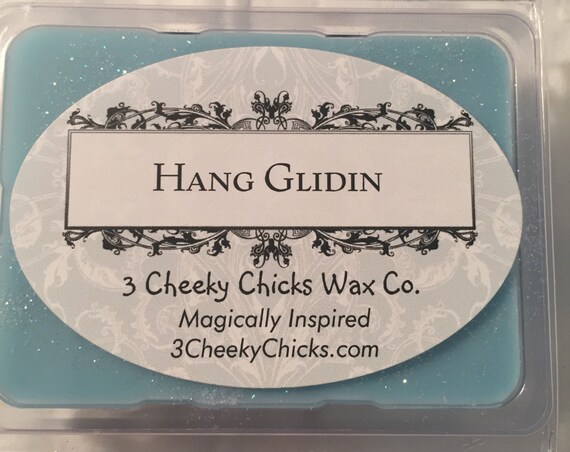 Hang Glidin
3 Cheeky Chicks Wax Co.
Magically Inspired
3CheekyChicks.com